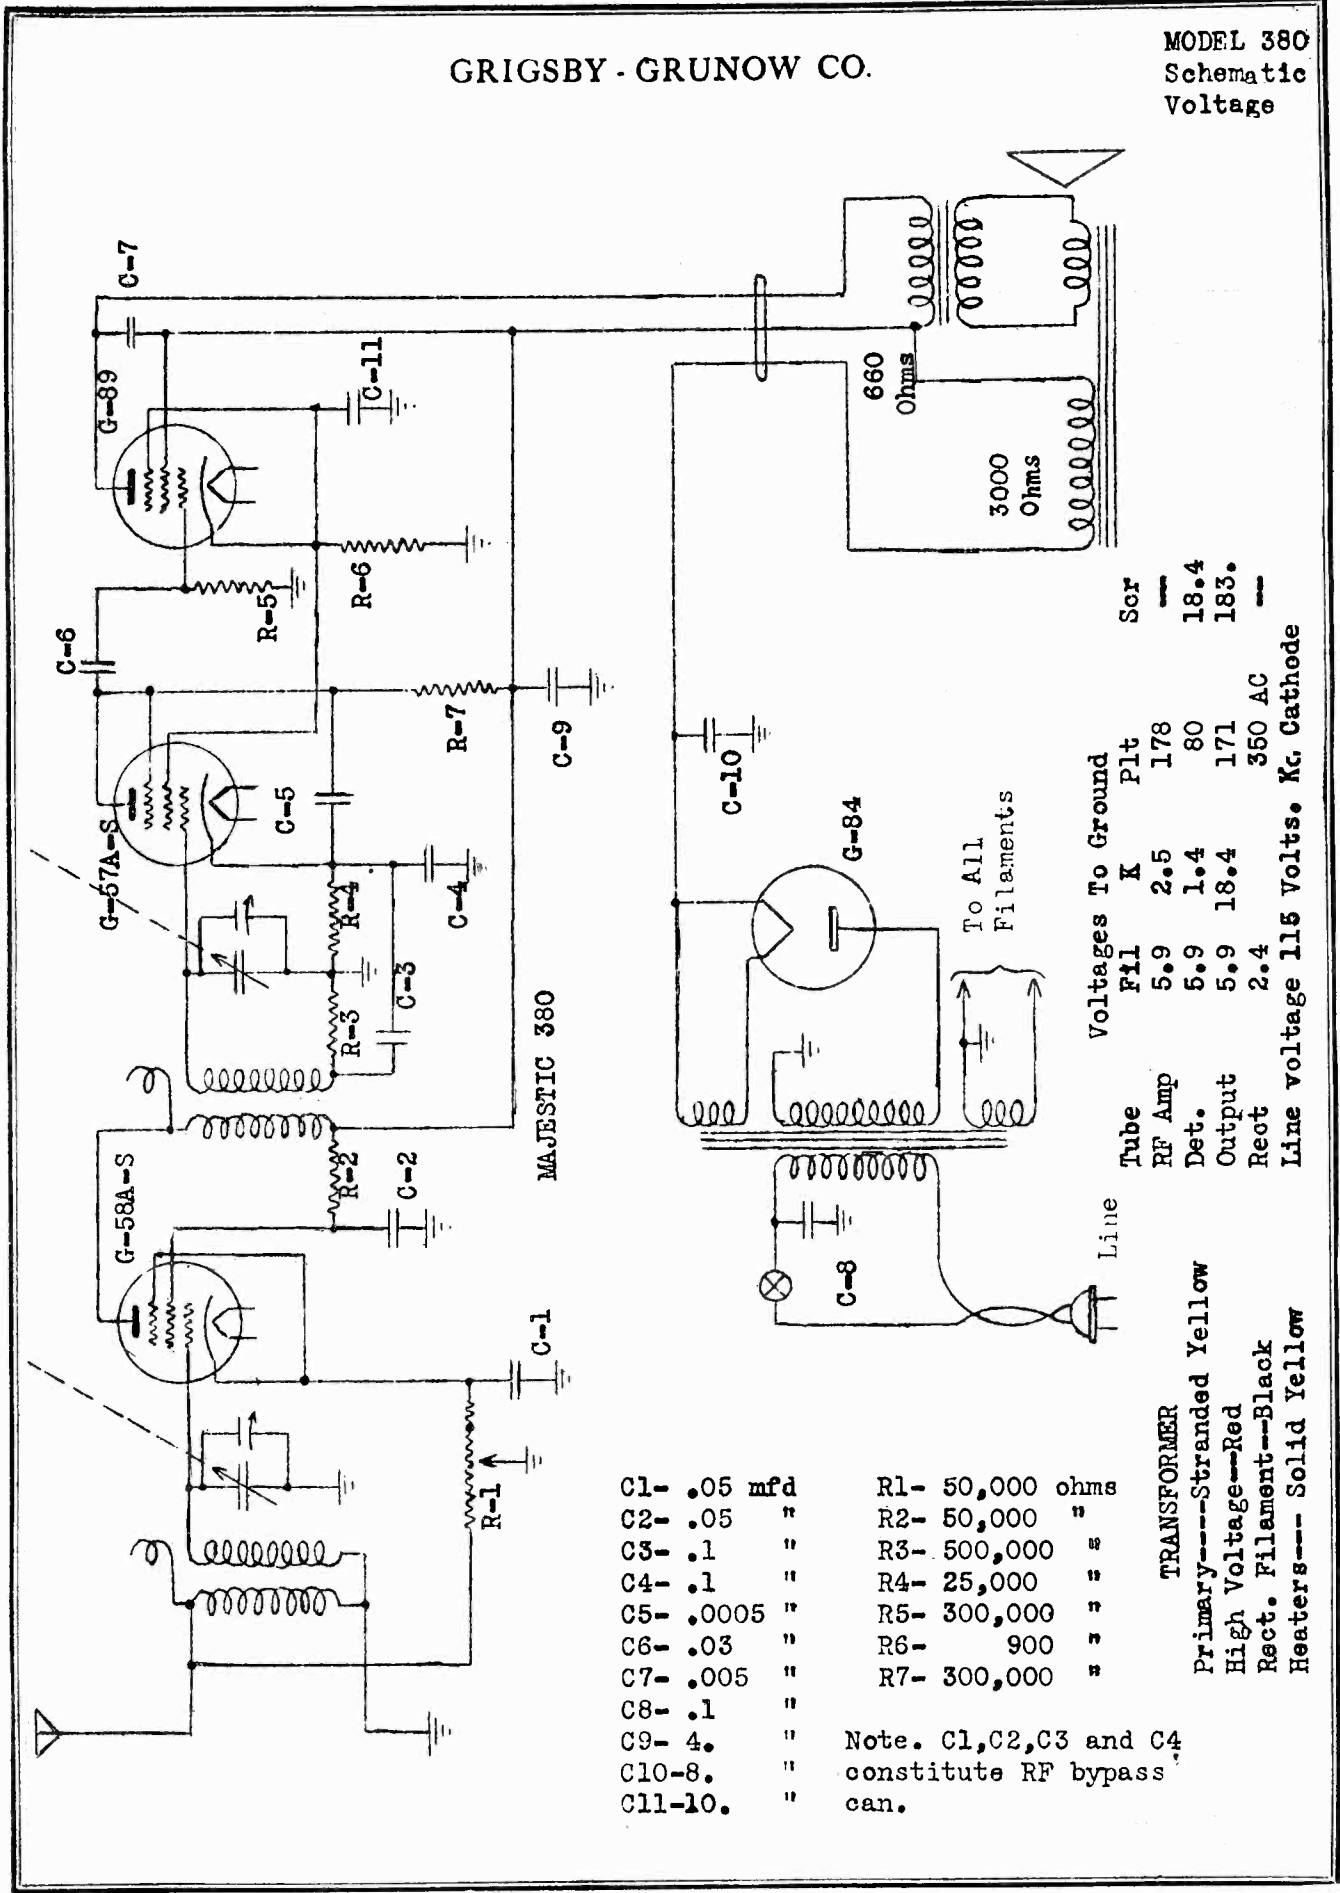 GRIGSBY-GRUNOW CO.
MODEL 380
Schematic
Voltage
C-7
G-89
C-11
C-6
R-5
R-6
660
Ohms
3000
Ohms
G-57A-S
C-5
R-7
C-9
C-10
G-84
R-4
C-4
C-3
R-3
To All
Filaments
MAJESTIC 380
G-58A-S
R-2
C-2
C-1
R-1
C-8
Line
Voltages To Ground
Tube Fil K Plt Scr
RF Amp 5.9 2.5 178 --
Det. 5.9 1.4 80 18.4
Output 5.9 18.4 171 183.
Rect 2.4 350 AC --
Line voltage 115 Volts. K. Cathode
TRANSFORMER
Primary----Stranded Yellow
High Voltage--Red
Rect. Filament--Black
Heaters--- Solid Yellow
C1- .05 mfd
C2- .05 "
C3- .1 "
C4- .1 "
C5- .0005 "
C6- .03 "
C7- .005 "
C8- .1 "
C9- 4. "
C10-8. "
C11-10. "
R1- 50,000 ohms
R2- 50,000 "
R3- 500,000 "
R4- 25,000 "
R5- 300,000 "
R6- 900 "
R7- 300,000 "
Note. C1,C2,C3 and C4
constitute RF bypass
can.